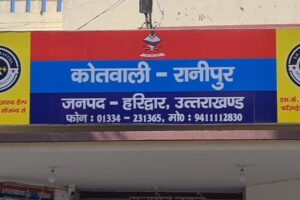 कोतवाली - रानीपुर
जनपद - हरिद्वार, उत्तराखण्ड
फोन : 01334 - 231365, मो० : 9411112830